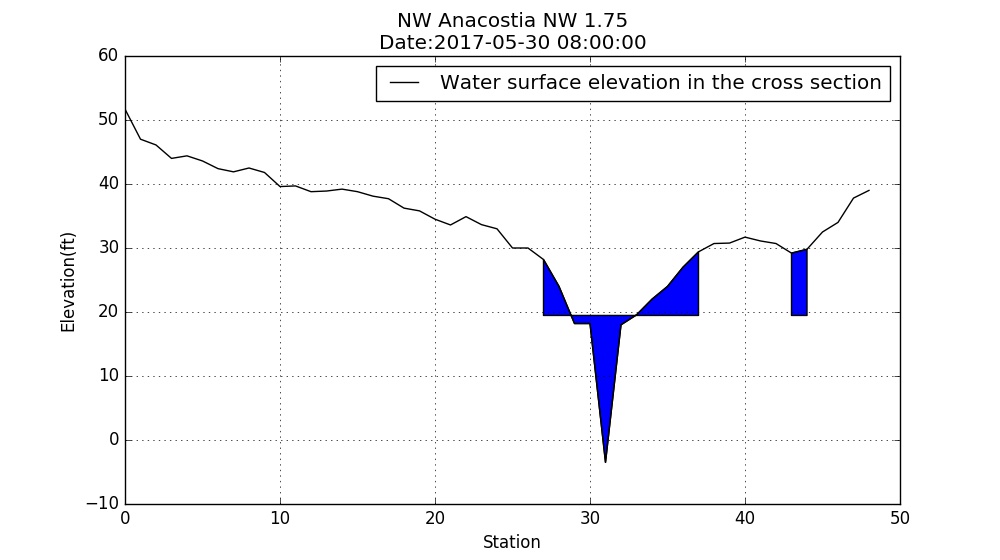 NW Anacostia NW 1.75
Date:2017-05-30 08:00:00
Water surface elevation in the cross section
60
50
40
30
20
10
0
−10
Elevation(ft)
0 10 20 30 40 50
Station